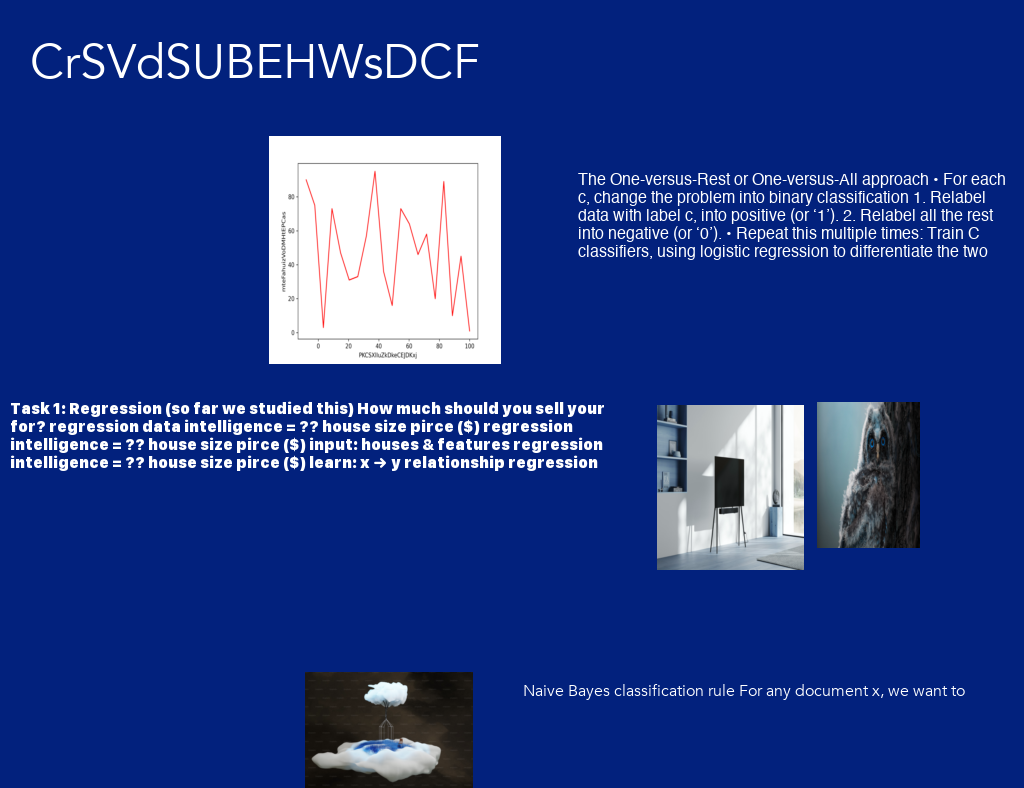 CrSVdSUBEHWsDCF
80
60
40
20
0
0 20 40 60 80 100
PKCSXlluZkDkeCEJDKxj
The One-versus-Rest or One-versus-All approach • For each
c, change the problem into binary classification 1. Relabel
data with label c, into positive (or ‘1’). 2. Relabel all the rest
into negative (or ‘0’). • Repeat this multiple times: Train C
classifiers, using logistic regression to differentiate the two
Task 1: Regression (so far we studied this) How much should you sell your
for? regression data intelligence = ?? house size pirce ($) regression
intelligence = ?? house size pirce ($) input: houses & features regression
intelligence = ?? house size pirce ($) learn: x → y relationship regression
Naive Bayes classification rule For any document x, we want to